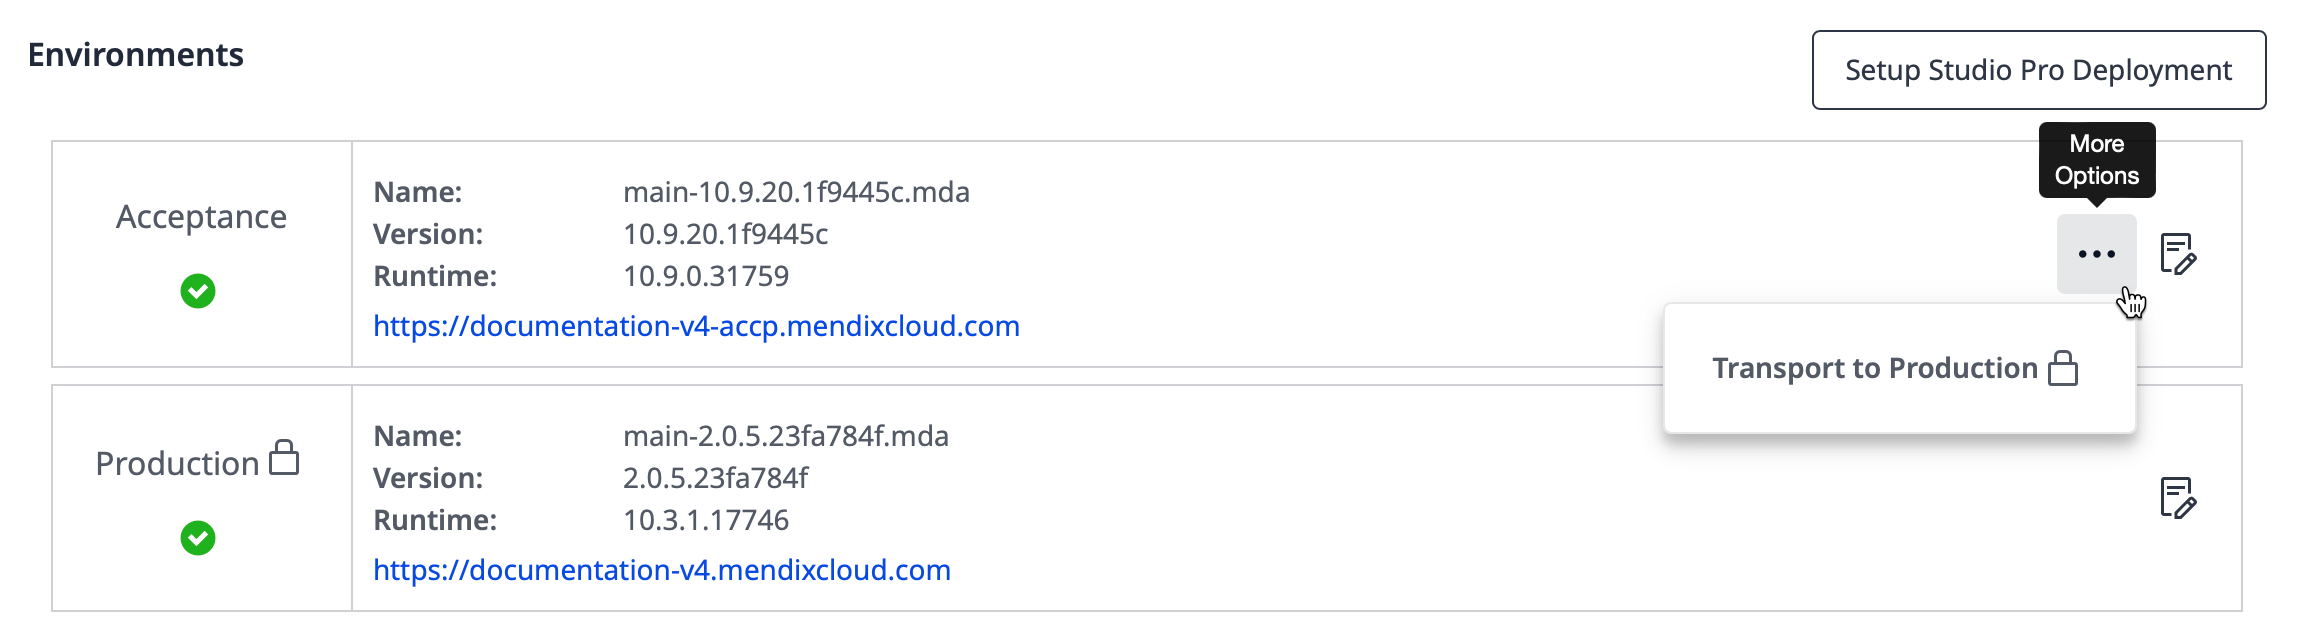 Environments
Setup Studio Pro Deployment
More
Options
Acceptance
Name: main-10.9.20.1f9445c.mda
Version: 10.9.20.1f9445c
Runtime: 10.9.0.31759
https://documentation-v4-accp.mendixcloud.com
Transport to Production
Production
Name: main-2.0.5.23fa784f.mda
Version: 2.0.5.23fa784f
Runtime: 10.3.1.17746
https://documentation-v4.mendixcloud.com